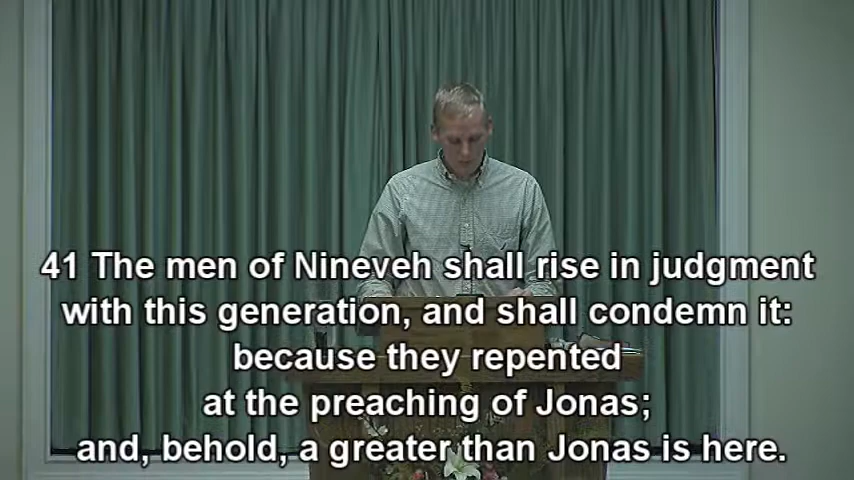 41 The men of Nineveh shall rise in judgment
with this generation, and shall condemn it:
because they repented
at the preaching of Jonas;
and, behold, a greater than Jonas is here.